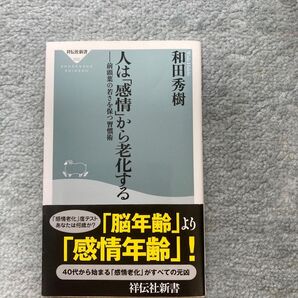 祥伝社新書
人は「感情」から老化する
――前頭葉の若さを保つ習慣術
和田秀樹
「感情老化」度テスト
あなたは何歳か?
「脳年齢」より
「感情年齢」!
40代から始まる「感情老化」がすべての元凶
祥伝社新書